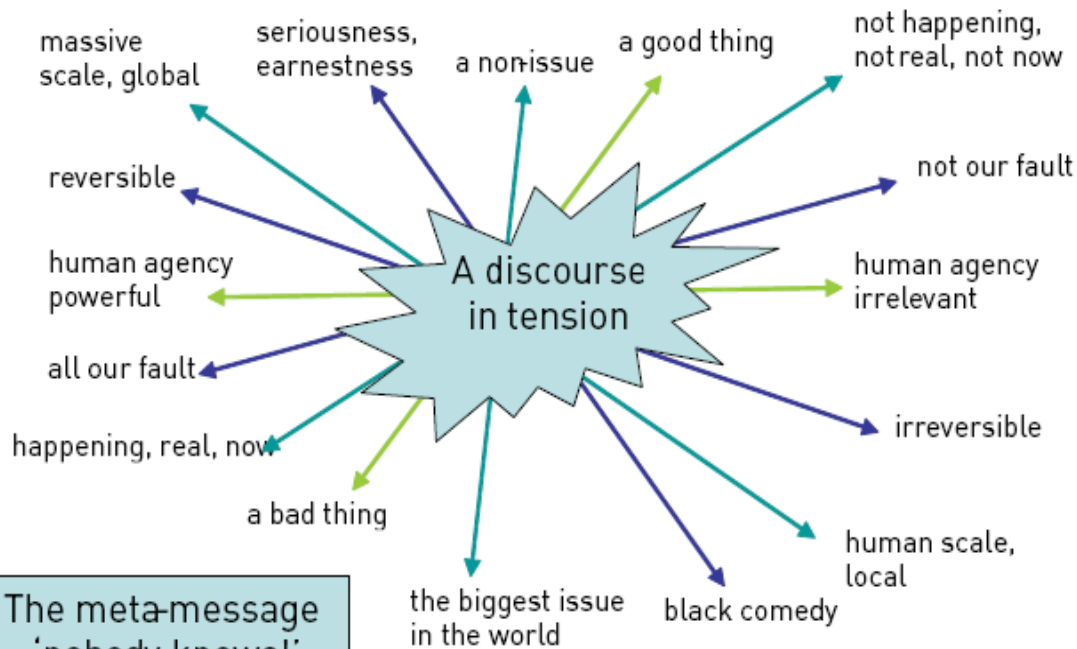 massive
scale, global
seriousness,
earnestness
a non-issue
a good thing
not happening,
not real, not now
reversible
not our fault
human agency
powerful
A discourse
in tension
human agency
irrelevant
all our fault
happening, real, now
irreversible
a bad thing
human scale,
local
the biggest issue
in the world
black comedy
The meta-message
'nobody knows!'